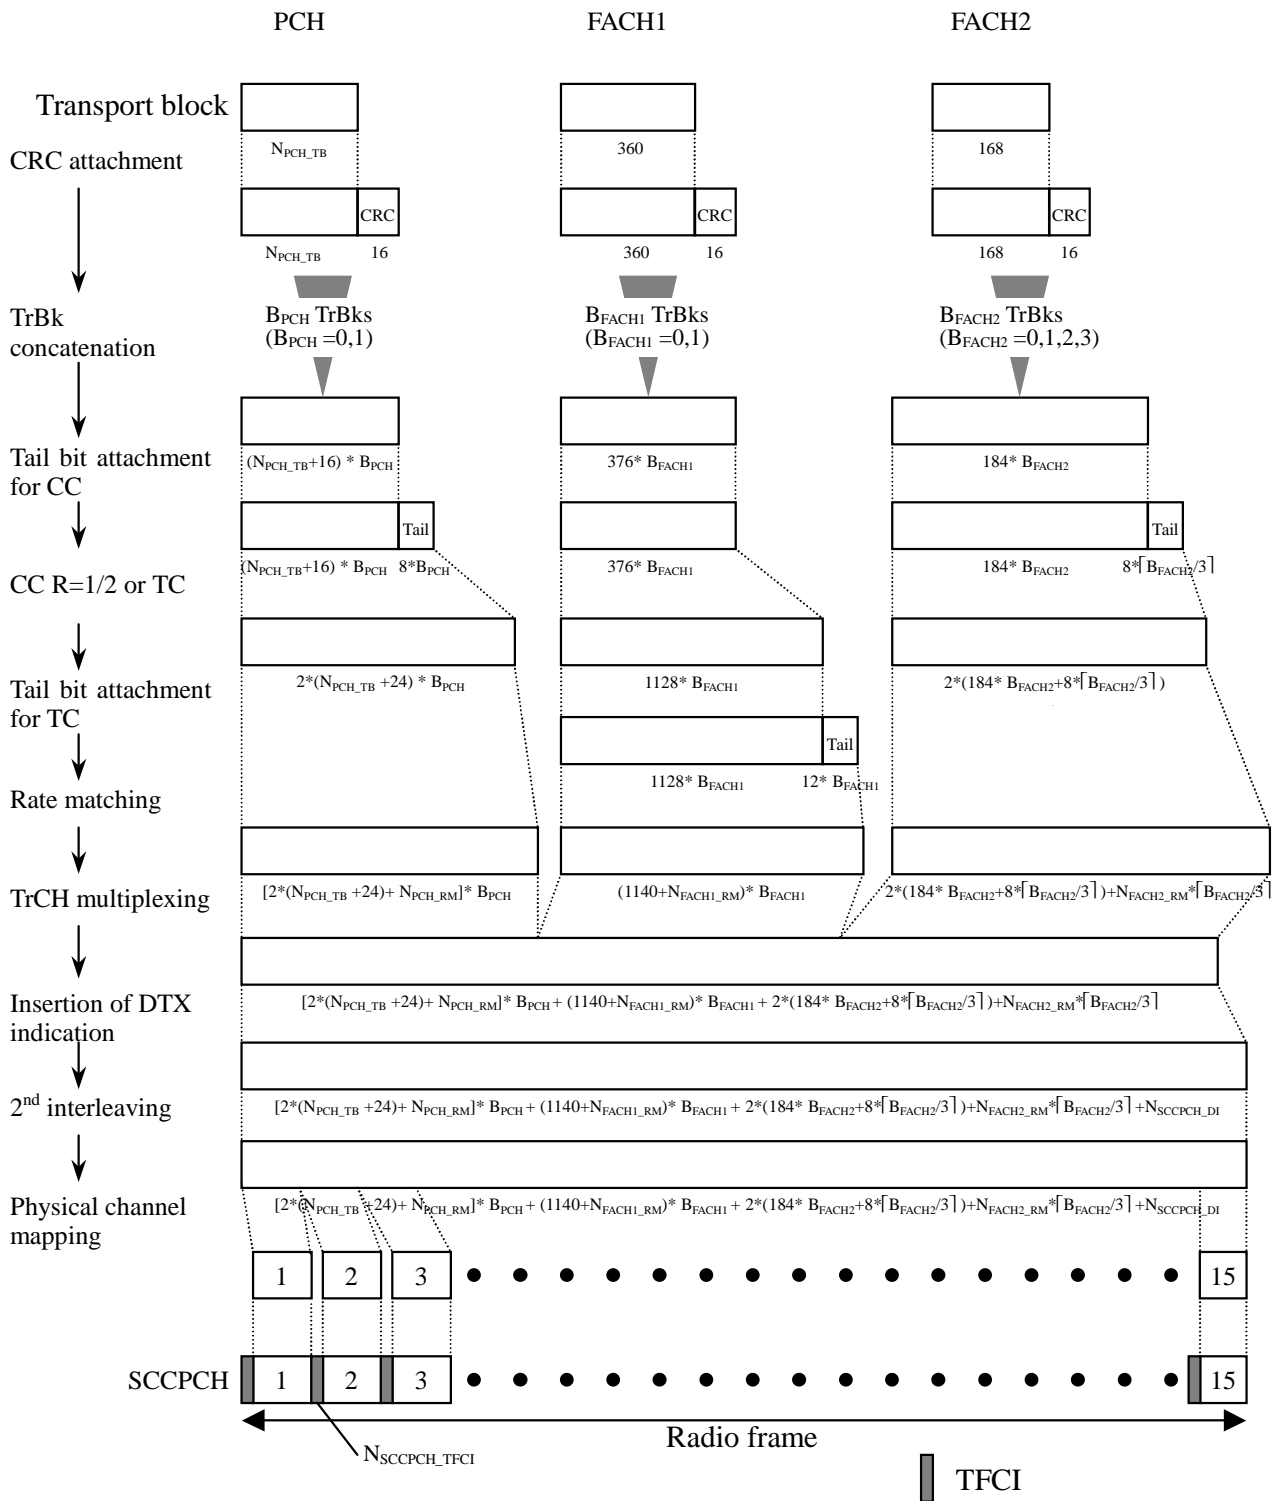 PCH FACH1 FACH2
Transport block
N_PCH_TB 360 168
CRC attachment
CRC CRC CRC
N_PCH_TB 16 360 16 168 16
TrBk
concatenation
B_PCH TrBks
(B_PCH =0,1)
B_FACH1 TrBks
(B_FACH1 =0,1)
B_FACH2 TrBks
(B_FACH2 =0,1,2,3)
Tail bit attachment
for CC
(N_PCH_TB+16) * B_PCH 376* B_FACH1 184* B_FACH2
Tail Tail
(N_PCH_TB+16) * B_PCH 8*B_PCH 376* B_FACH1 184* B_FACH2 8*⌈B_FACH2/3⌉
CC R=1/2 or TC
2*(N_PCH_TB +24) * B_PCH 1128* B_FACH1 2*(184* B_FACH2+8*⌈B_FACH2/3⌉)
Tail bit attachment
for TC
Tail
1128* B_FACH1 12* B_FACH1
Rate matching
[2*(N_PCH_TB +24)+ N_PCH_RM]* B_PCH (1140+N_FACH1_RM)* B_FACH1 2*(184* B_FACH2+8*⌈B_FACH2/3⌉)+N_FACH2_RM*⌈B_FACH2/3⌉
TrCH multiplexing
[2*(N_PCH_TB +24)+ N_PCH_RM]* B_PCH + (1140+N_FACH1_RM)* B_FACH1 + 2*(184* B_FACH2+8*⌈B_FACH2/3⌉)+N_FACH2_RM*⌈B_FACH2/3⌉
Insertion of DTX
indication
[2*(N_PCH_TB +24)+ N_PCH_RM]* B_PCH + (1140+N_FACH1_RM)* B_FACH1 + 2*(184* B_FACH2+8*⌈B_FACH2/3⌉)+N_FACH2_RM*⌈B_FACH2/3⌉ +N_SCCPCH_DI
2nd interleaving
[2*(N_PCH_TB +24)+ N_PCH_RM]* B_PCH + (1140+N_FACH1_RM)* B_FACH1 + 2*(184* B_FACH2+8*⌈B_FACH2/3⌉)+N_FACH2_RM*⌈B_FACH2/3⌉ +N_SCCPCH_DI
Physical channel
mapping
1 2 3 15
SCCPCH 1 2 3 15
Radio frame
N_SCCPCH_TFCI
TFCI